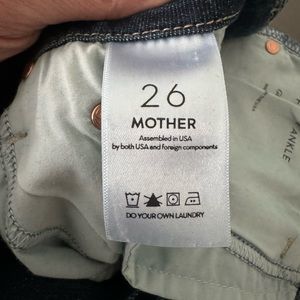 26
MOTHER
Assembled in USA
by both USA and foreign components
DO YOUR OWN LAUNDRY
ANKLE